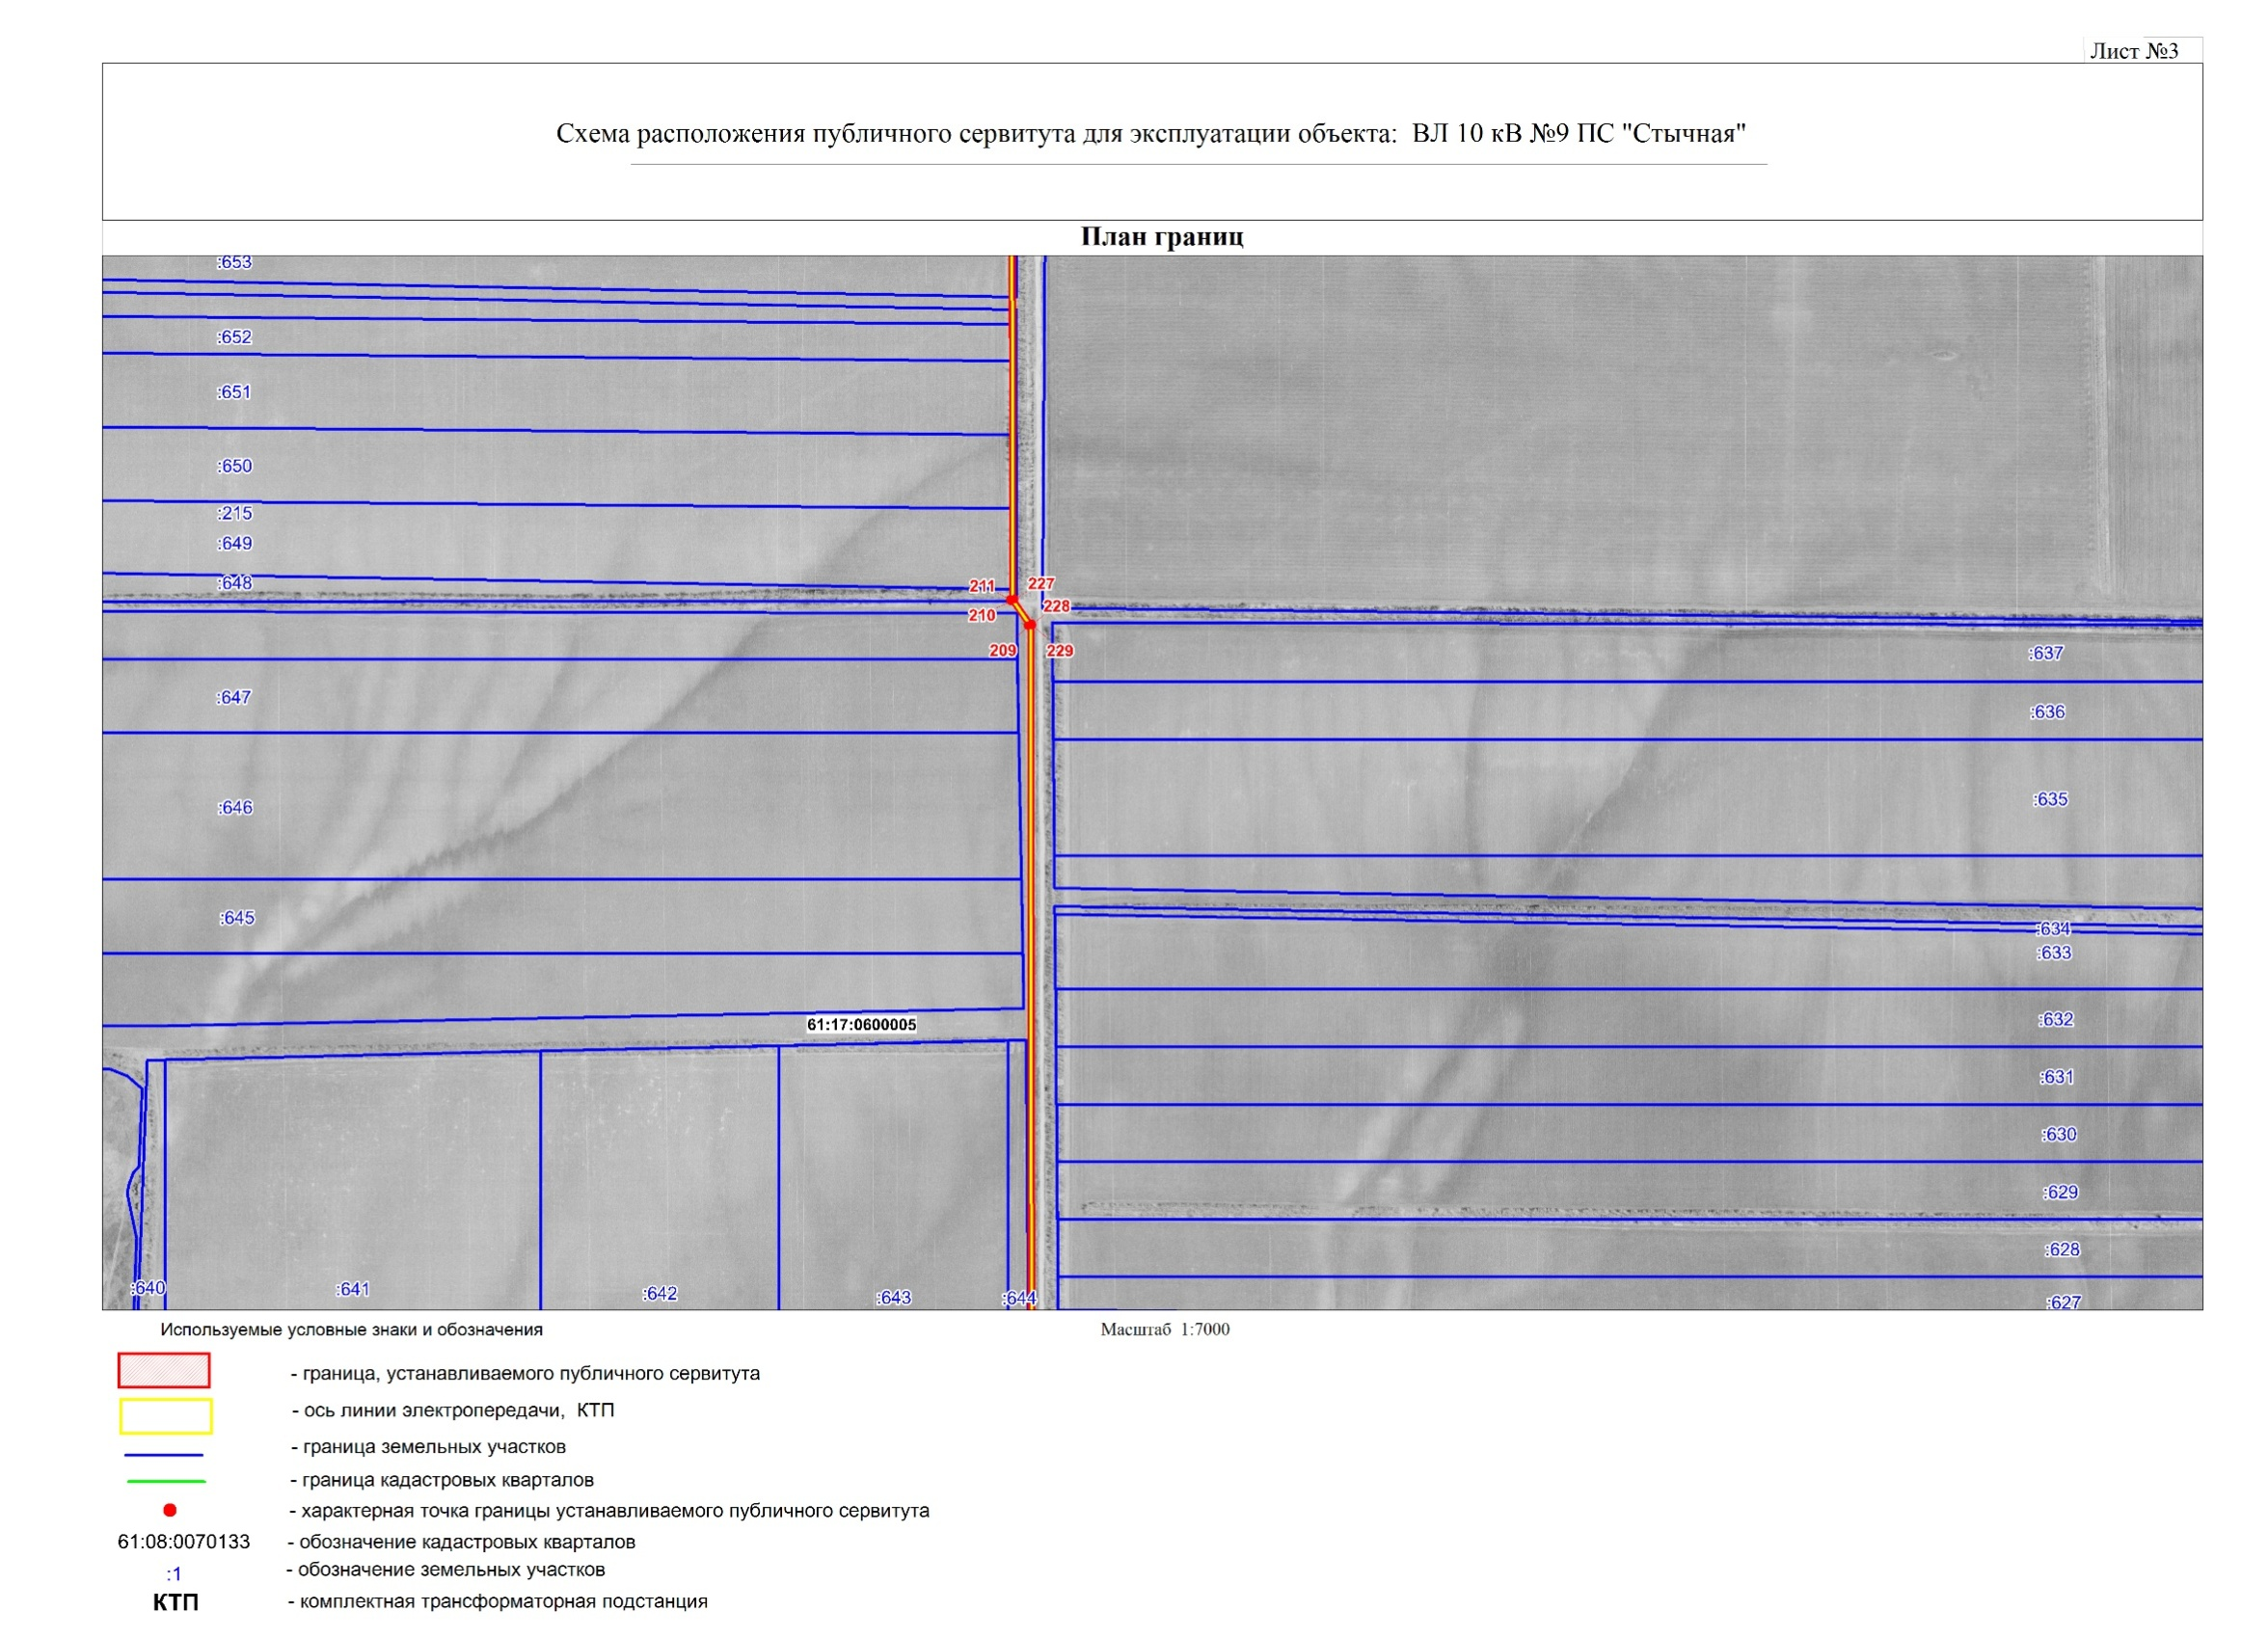 Лист №3
Схема расположения публичного сервитута для эксплуатации объекта: ВЛ 10 кВ №9 ПС "Стычная"
План границ
:653
:652
:651
:650
:215
:649
:648
211
227
210
228
209
229
:637
:647
:636
:646
:635
:645
:634
:633
61:17:0600005
:632
:631
:630
:629
:628
:640
:641
:642
:643
:644
:627
Используемые условные знаки и обозначения
Масштаб 1:7000
- граница, устанавливаемого публичного сервитута
- ось линии электропередачи, КТП
- граница земельных участков
- граница кадастровых кварталов
- характерная точка границы устанавливаемого публичного сервитута
61:08:0070133 - обозначение кадастровых кварталов
:1 - обозначение земельных участков
КТП - комплектная трансформаторная подстанция